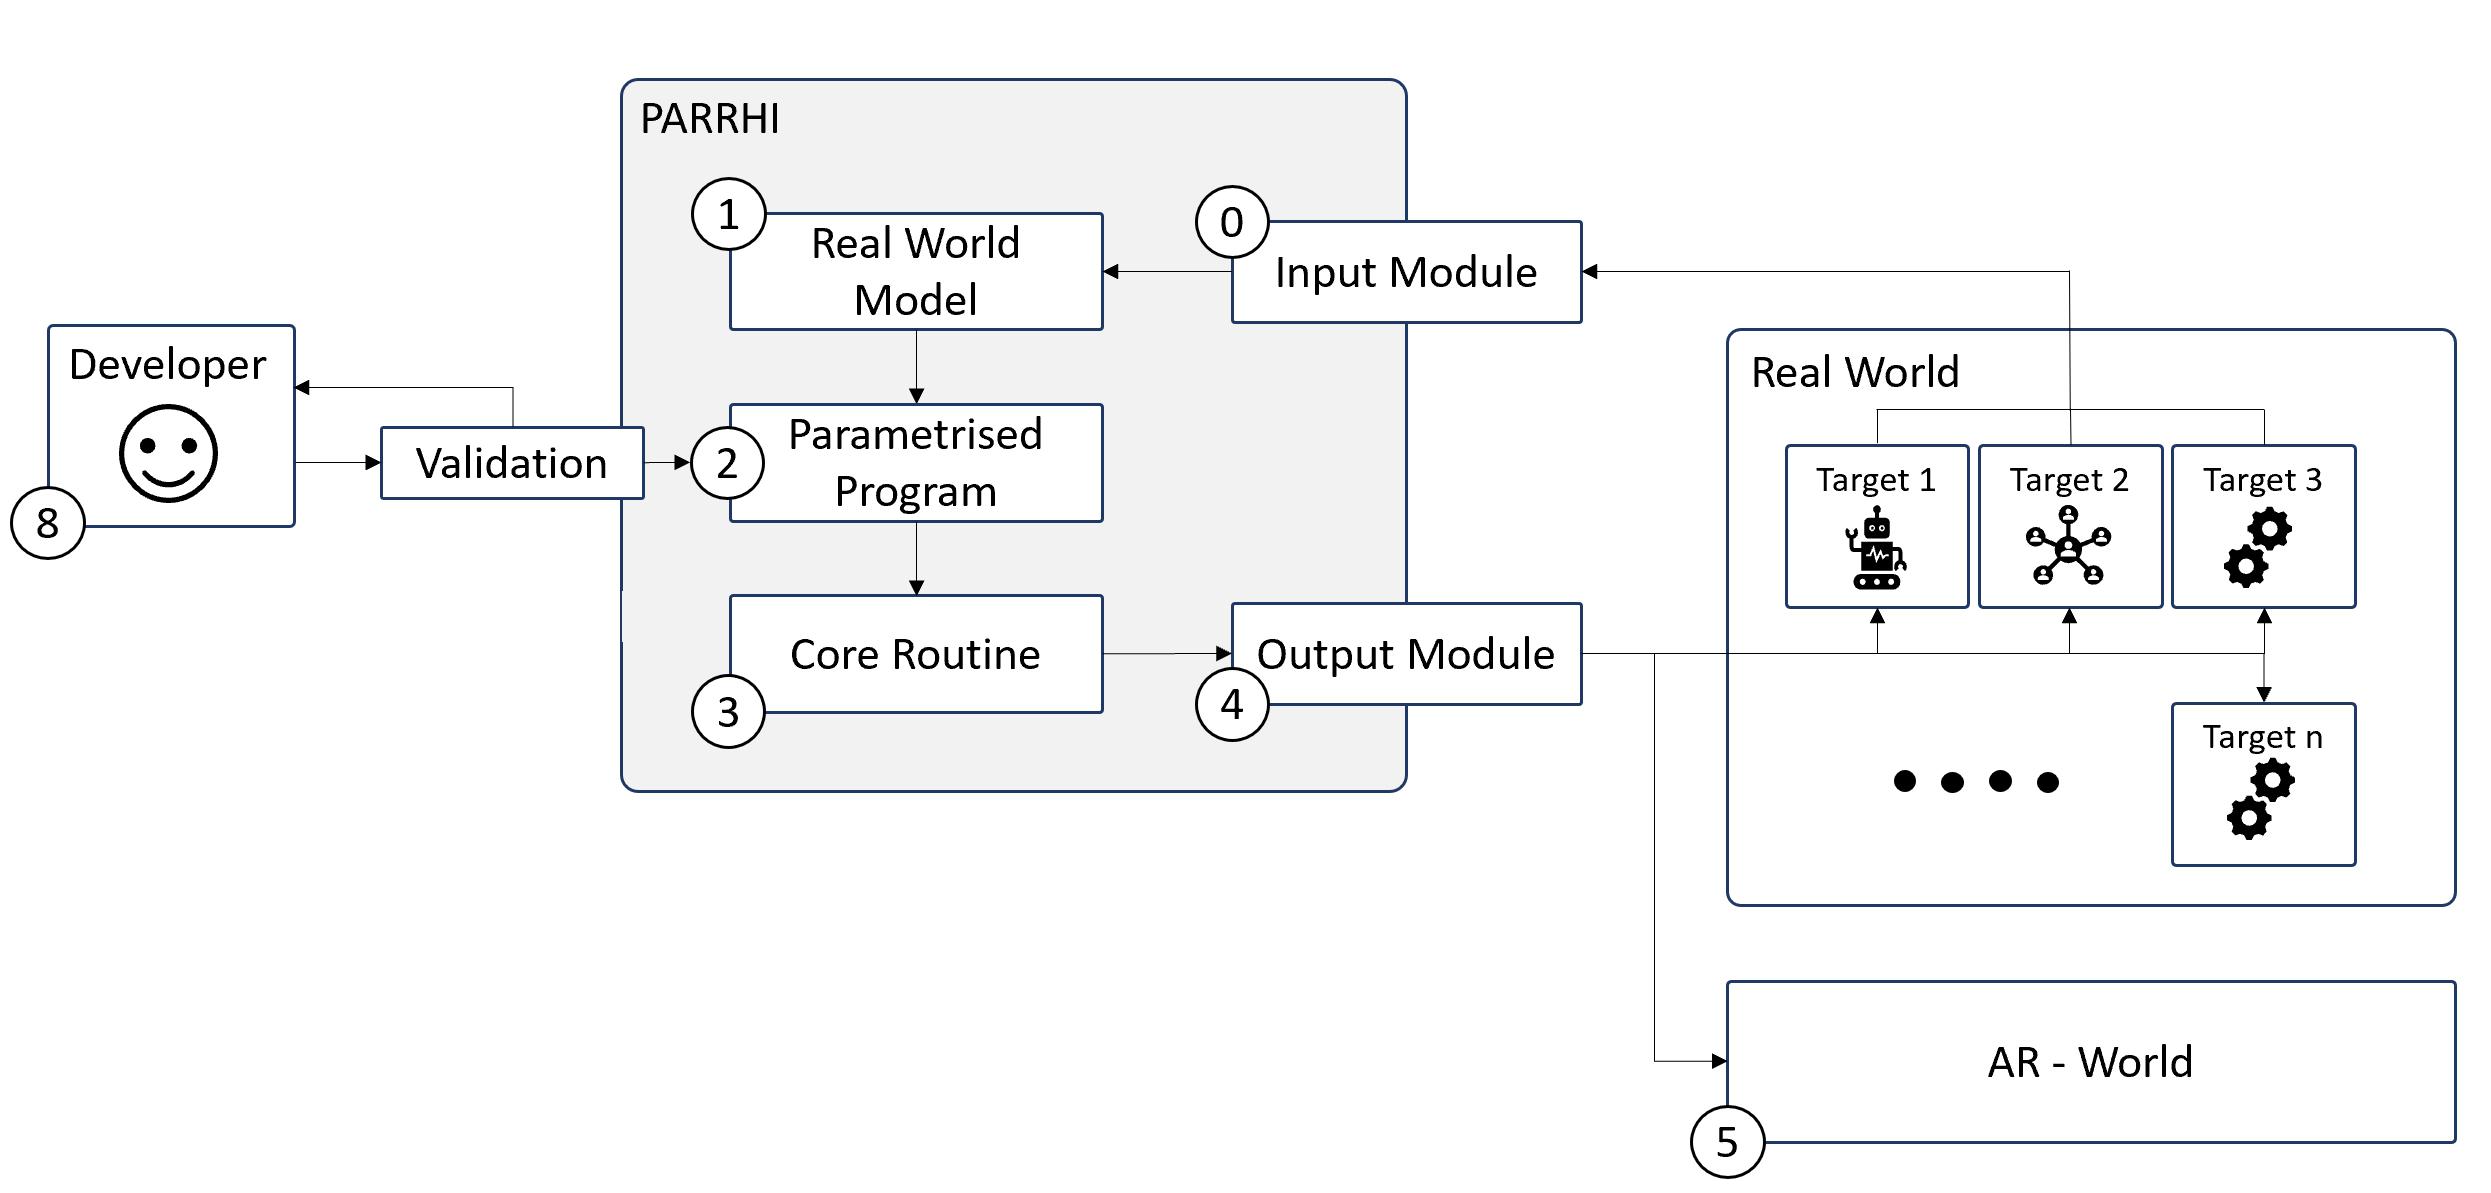 PARRHI
1
Real World
Model
0
Input Module
Developer
8
Validation
2
Parametrised
Program
3
Core Routine
4
Output Module
Real World
Target 1
Target 2
Target 3
Target n
AR - World
5